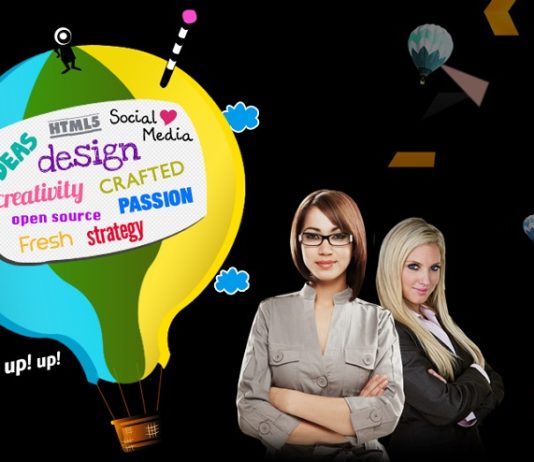 IDEAS
HTML5
Social
Media
design
creativity
CRAFTED
open source
PASSION
Fresh
strategy
up! up!